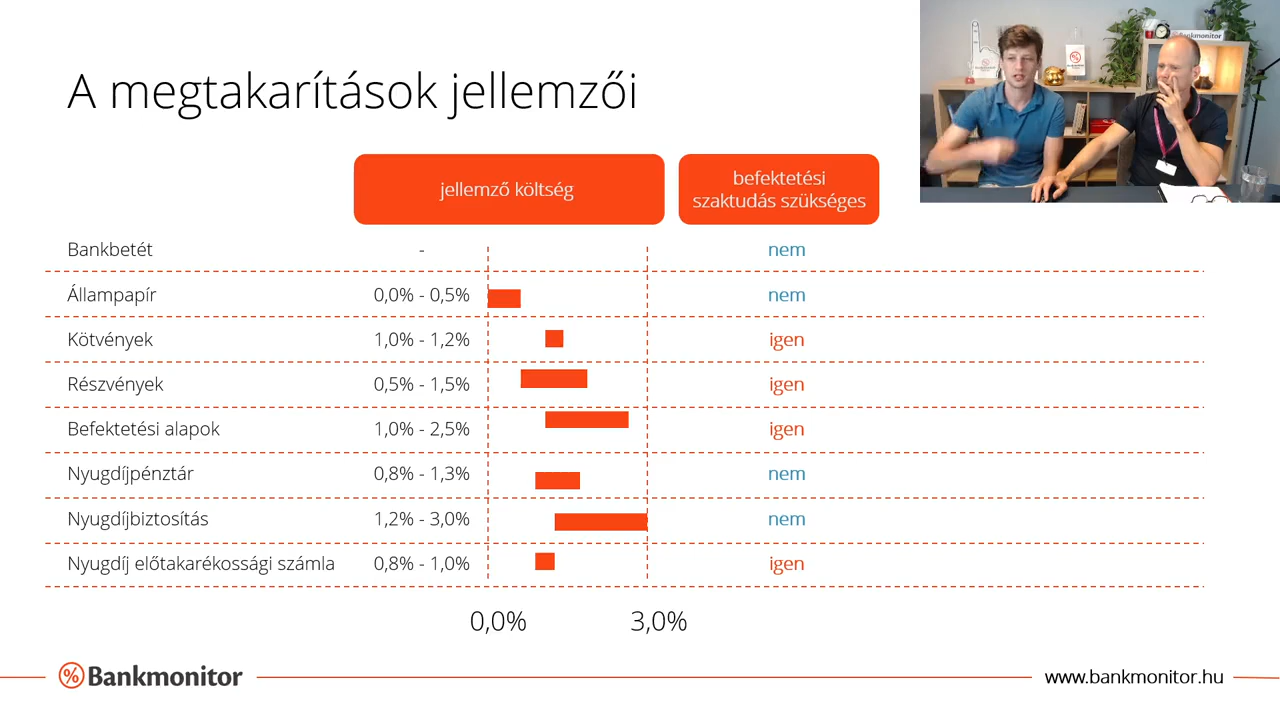 A megtakarítások jellemzői
jellemző költség
befektetési
szaktudás szükséges
Bankbetét - nem
Állampapír 0,0% - 0,5% nem
Kötvények 1,0% - 1,2% igen
Részvények 0,5% - 1,5% igen
Befektetési alapok 1,0% - 2,5% igen
Nyugdíjpénztár 0,8% - 1,3% nem
Nyugdíjbiztosítás 1,2% - 3,0% nem
Nyugdíj előtakarékossági számla 0,8% - 1,0% igen
0,0% 3,0%
% Bankmonitor
www.bankmonitor.hu
Bankmonitor